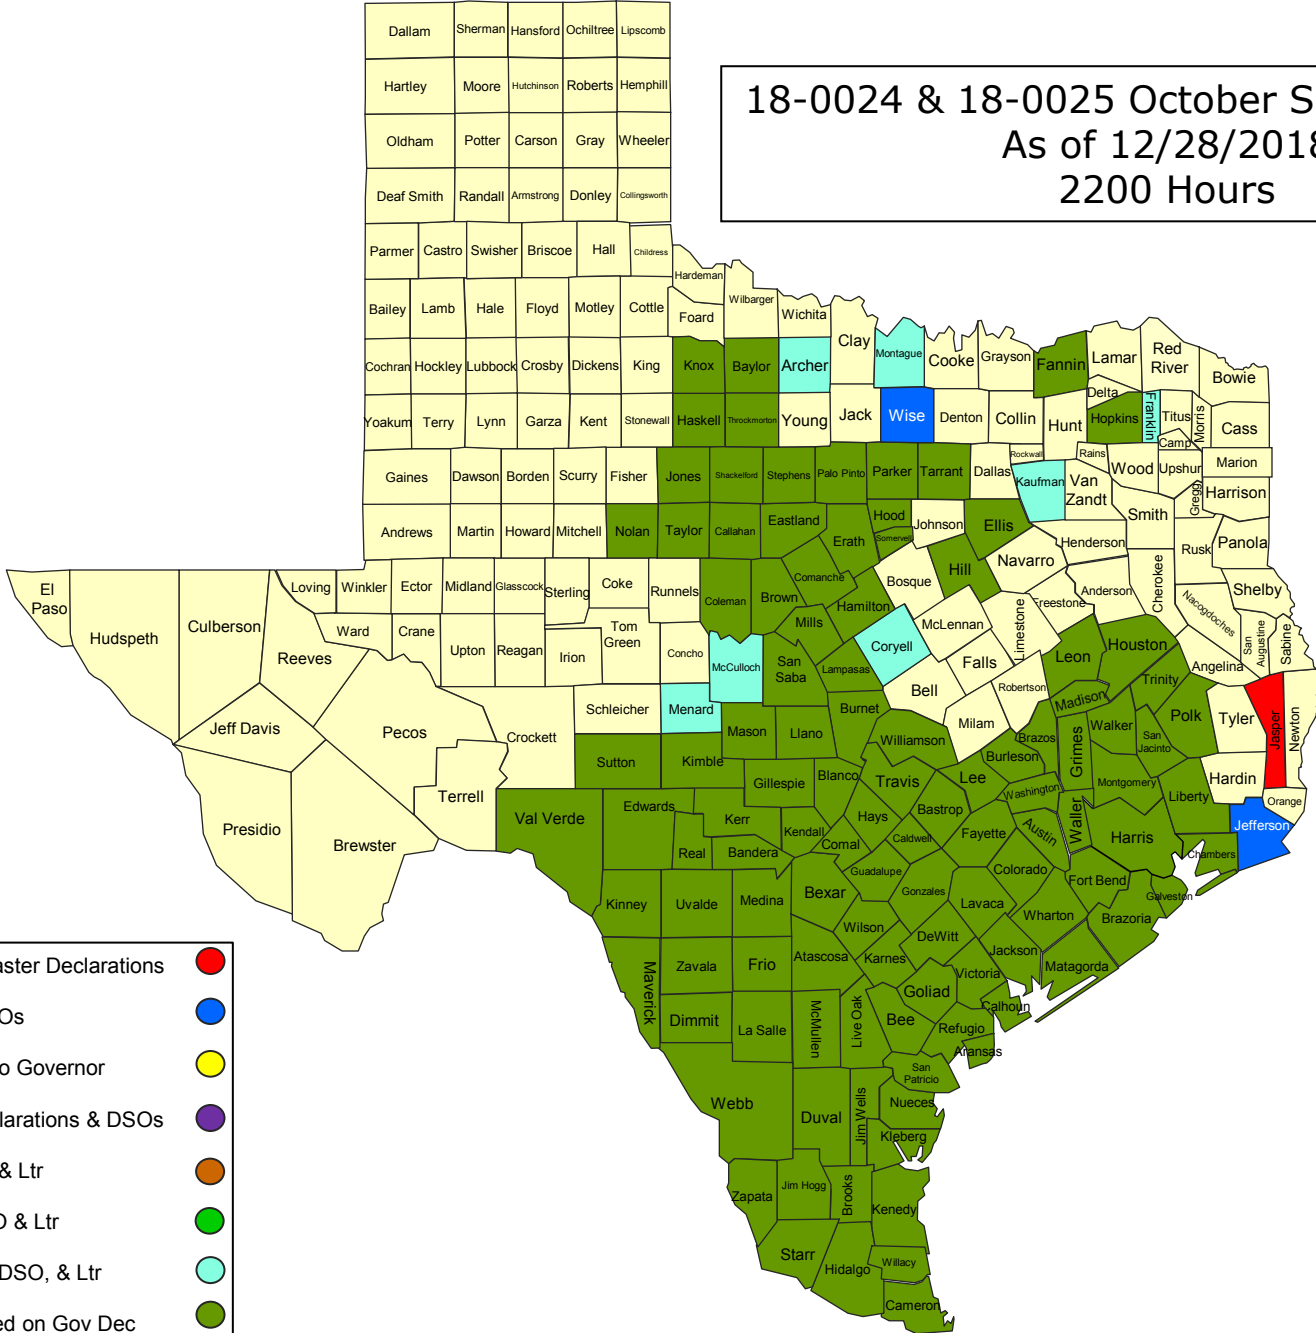 Dallam Sherman Hansford Ochiltree Lipscomb
Hartley Moore Hutchinson Roberts Hemphill
18-0024 & 18-0025 October S
As of 12/28/2018
2200 Hours
Oldham Potter Carson Gray Wheeler
Deaf Smith Randall Armstrong Donley Collingsworth
Parmer Castro Swisher Briscoe Hall Childress
Hardeman
Bailey Lamb Hale Floyd Motley Cottle Foard Wilbarger Wichita
Clay Montague Cooke Grayson Fannin Lamar Red
River
Bowie
Cochran Hockley Lubbock Crosby Dickens King Knox Baylor Archer
Delta
Yoakum Terry Lynn Garza Kent Stonewall Haskell Throckmorton Young Jack Wise Denton Collin Hunt Hopkins Franklin Titus Morris Cass
Camp
Rockwall Rains
Gaines Dawson Borden Scurry Fisher Jones Shackelford Stephens Palo Pinto Parker Tarrant Dallas Kaufman Van
Zandt
Wood Upshur Marion
Gregg Harrison
Andrews Martin Howard Mitchell Nolan Taylor Callahan Eastland Erath Hood Somervell Johnson Ellis Henderson Smith Rusk Panola
El
Paso
Hudspeth Culberson Loving Winkler Ector Midland Glasscock Sterling Coke Runnels Coleman Brown Comanche Hamilton Bosque Hill Navarro Freestone Anderson Cherokee Nacogdoches Shelby
Reeves Ward Crane Upton Reagan Irion Tom
Green
Concho McCulloch San
Saba
Mills Lampasas Coryell McLennan Falls Limestone Leon Houston Angelina San
Augustine
Sabine
Jeff Davis Pecos Crockett Schleicher Menard Mason Llano Burnet Bell Milam Robertson Madison Trinity Polk Tyler Jasper Newton
Presidio Brewster Terrell Sutton Kimble Gillespie Blanco Williamson Travis Lee Burleson Brazos Grimes Walker San
Jacinto
Hardin Orange
Val Verde Edwards Real Kerr Bandera Kendall Comal Hays Caldwell Bastrop Fayette Washington Austin Waller Montgomery Harris Liberty Chambers Jefferson
Kinney Uvalde Medina Bexar Guadalupe Gonzales Lavaca Colorado Wharton Fort Bend Brazoria Galveston
Maverick Zavala Frio Atascosa Wilson Karnes DeWitt Victoria Jackson Matagorda
Dimmit La Salle McMullen Live Oak Bee Goliad Refugio Calhoun Aransas
San
Patricio
Webb Duval Jim Wells Nueces
Kleberg
Zapata Jim Hogg Brooks Kenedy
Starr Hidalgo Willacy
Cameron
aster Declarations
Os
o Governor
larations & DSOs
& Ltr
O & Ltr
DSO, & Ltr
ed on Gov Dec